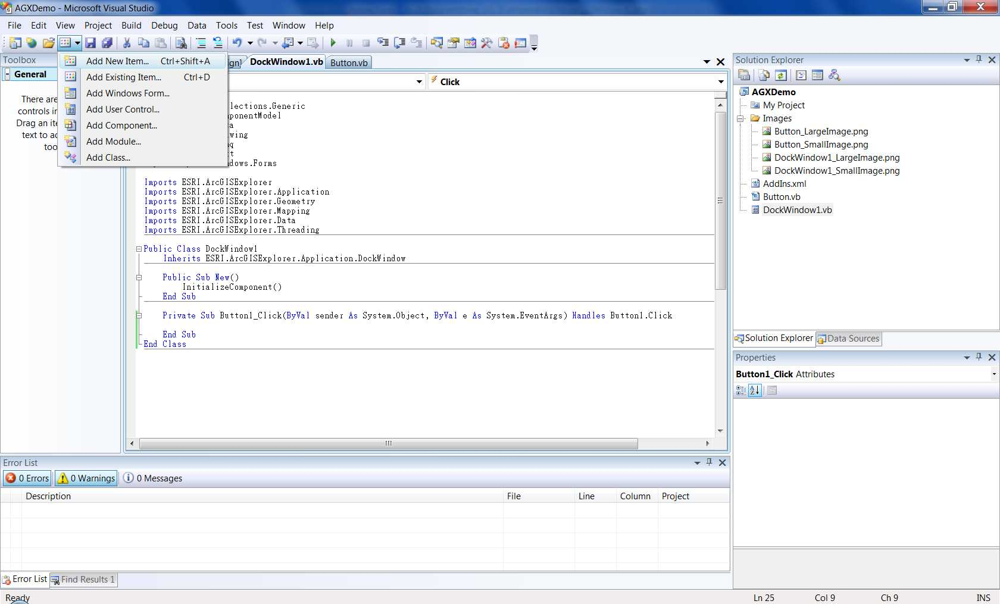 AGXDemo - Microsoft Visual Studio
File Edit View Project Build Debug Data Tools Test Window Help
Toolbox
General
There are
controls in
Drag an ite
text to ad
too
Add New Item... Ctrl+Shift+A
Add Existing Item... Ctrl+D
Add Windows Form...
Add User Control...
Add Component...
Add Module...
Add Class...
ign] DockWindow1.vb Button.vb
Click
lections.Generic
ponentModel
a
wing
q
t
dows.Forms
Imports ESRI.ArcGISExplorer
Imports ESRI.ArcGISExplorer.Application
Imports ESRI.ArcGISExplorer.Geometry
Imports ESRI.ArcGISExplorer.Mapping
Imports ESRI.ArcGISExplorer.Data
Imports ESRI.ArcGISExplorer.Threading
Public Class DockWindow1
Inherits ESRI.ArcGISExplorer.Application.DockWindow
Public Sub New()
InitializeComponent()
End Sub
Private Sub Button1_Click(ByVal sender As System.Object, ByVal e As System.EventArgs) Handles Button1.Click
End Sub
End Class
Solution Explorer
AGXDemo
My Project
Images
Button_LargeImage.png
Button_SmallImage.png
DockWindow1_LargeImage.png
DockWindow1_SmallImage.png
AddIns.xml
Button.vb
DockWindow1.vb
Solution Explorer Data Sources
Properties
Button1_Click Attributes
Error List
0 Errors 0 Warnings 0 Messages
Description File Line Column Project
Error List Find Results 1
Ready Ln 25 Col 9 Ch 9 INS